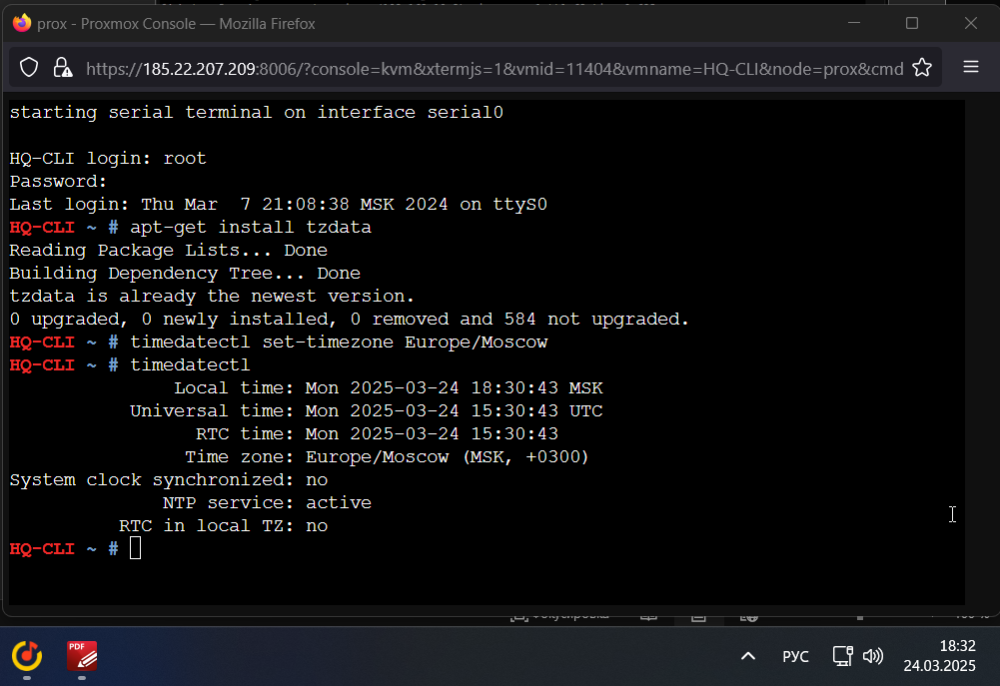 prox - Proxmox Console — Mozilla Firefox
https://185.22.207.209:8006/?console=kvm&xtermjs=1&vmid=11404&vmname=HQ-CLI&node=prox&cmd
starting serial terminal on interface serial0
HQ-CLI login: root
Password:
Last login: Thu Mar  7 21:08:38 MSK 2024 on ttyS0
HQ-CLI ~ # apt-get install tzdata
Reading Package Lists... Done
Building Dependency Tree... Done
tzdata is already the newest version.
0 upgraded, 0 newly installed, 0 removed and 584 not upgraded.
HQ-CLI ~ # timedatectl set-timezone Europe/Moscow
HQ-CLI ~ # timedatectl
Local time: Mon 2025-03-24 18:30:43 MSK
Universal time: Mon 2025-03-24 15:30:43 UTC
RTC time: Mon 2025-03-24 15:30:43
Time zone: Europe/Moscow (MSK, +0300)
System clock synchronized: no
NTP service: active
RTC in local TZ: no
HQ-CLI ~ #
PDF
РУС
18:32
24.03.2025